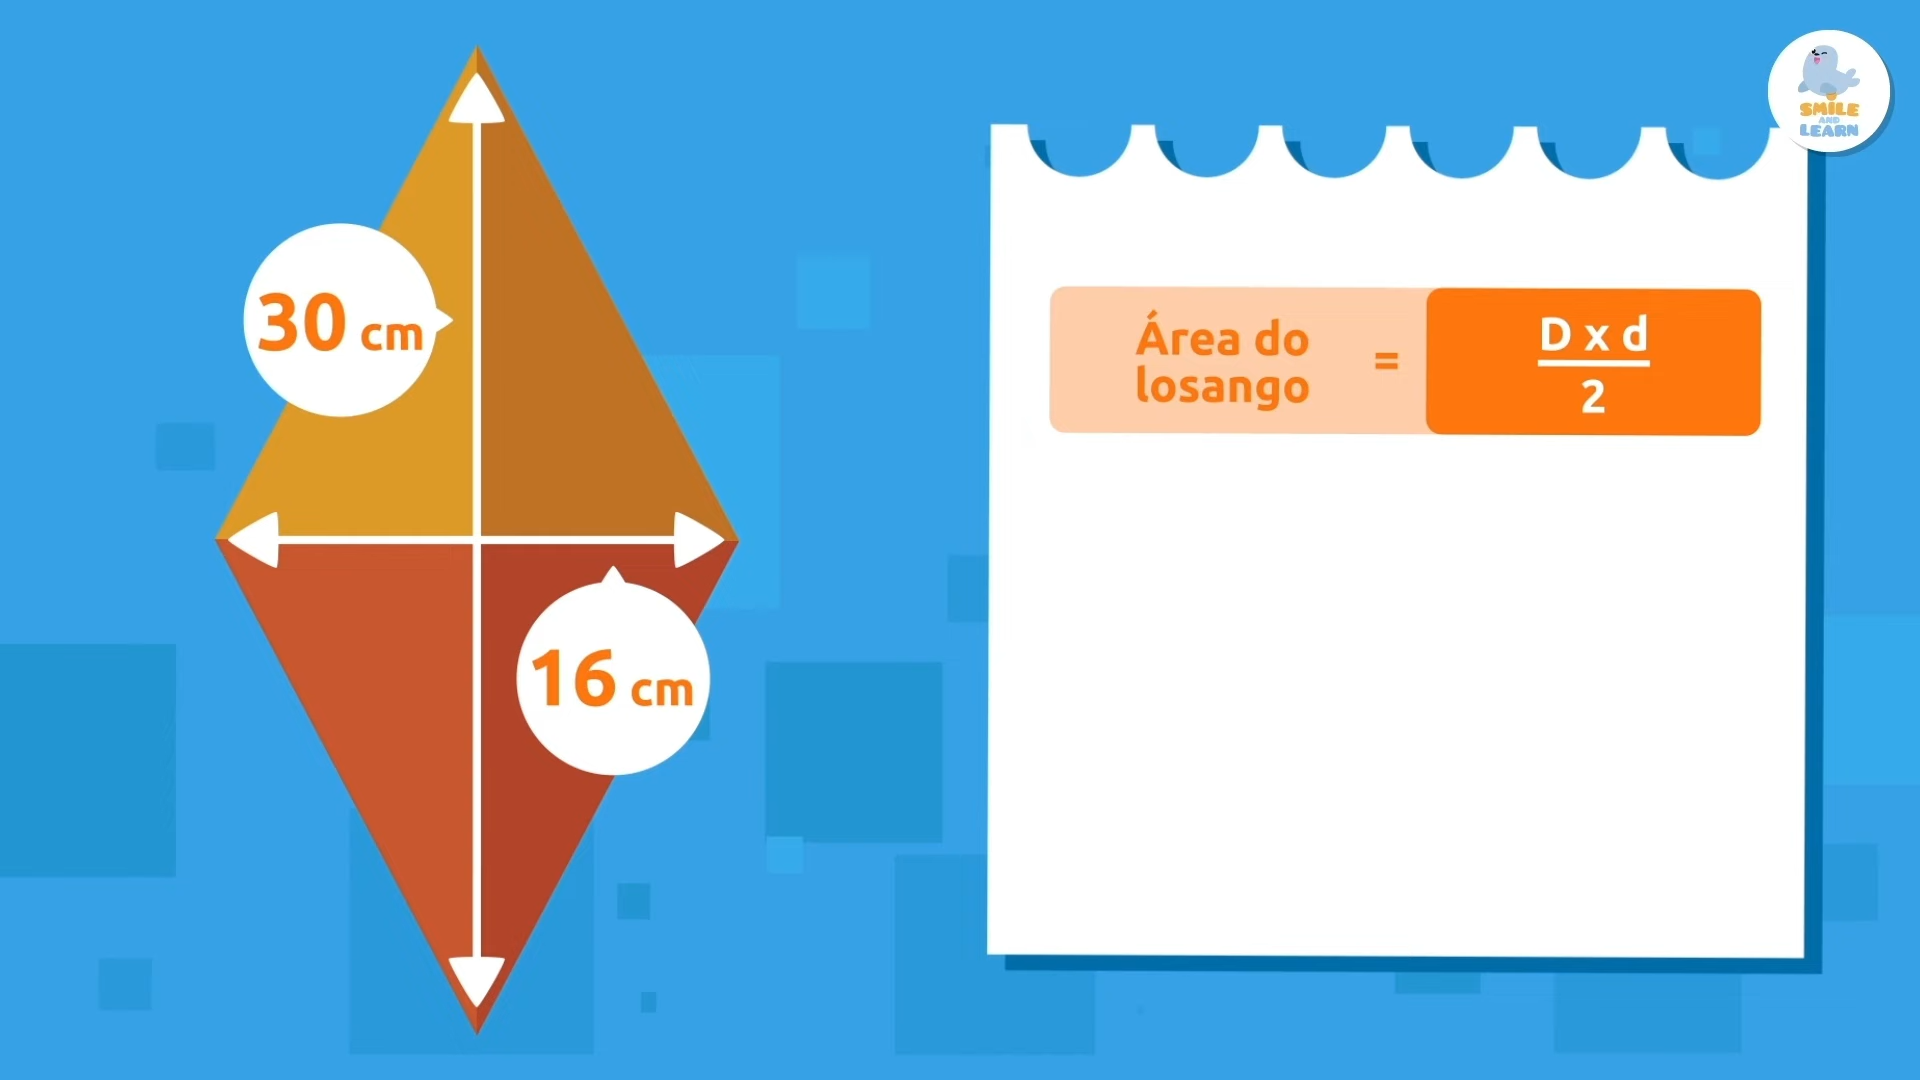 30 cm
16 cm
Área do
losango
=
D x d
2
SMILE
AND
LEARN